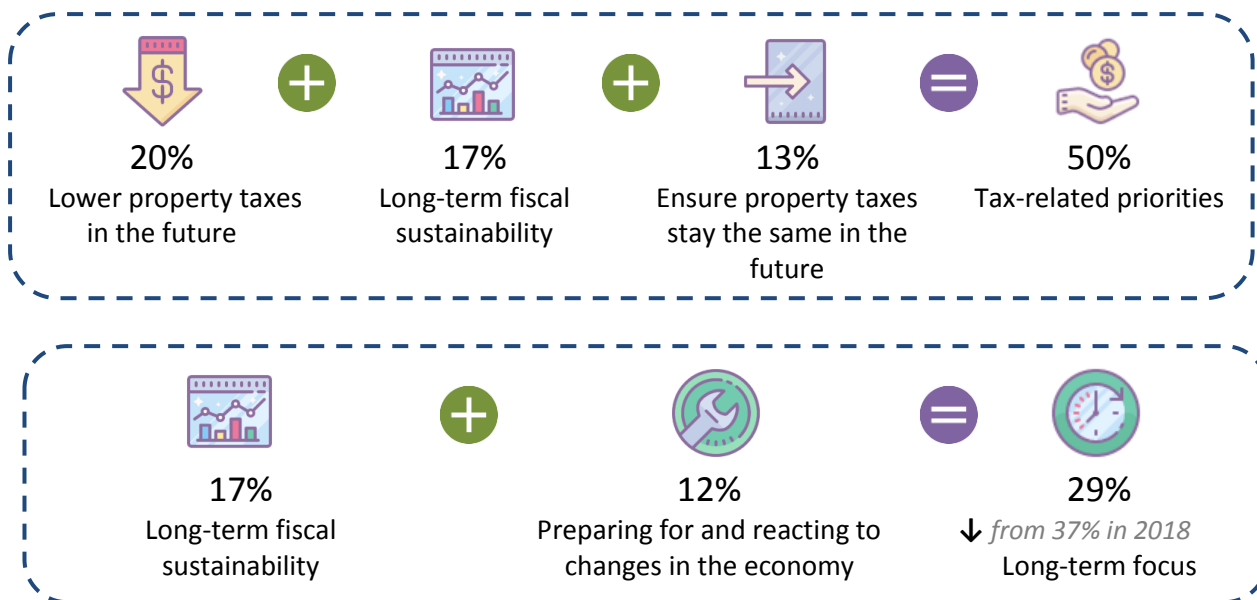 20%
Lower property taxes
in the future
17%
Long-term fiscal
sustainability
13%
Ensure property taxes
stay the same in the
future
50%
Tax-related priorities
17%
Long-term fiscal
sustainability
12%
Preparing for and reacting to
changes in the economy
29%
↓ from 37% in 2018
Long-term focus